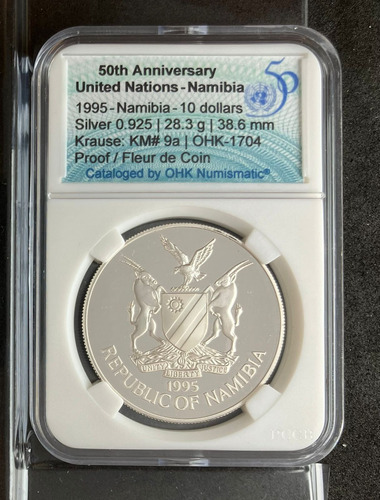 50th Anniversary
United Nations - Namibia
50
1995 - Namibia - 10 dollars
Silver 0.925 | 28.3 g | 38.6 mm
Krause: KM# 9a | OHK-1704
Proof / Fleur de Coin
Cataloged by OHK Numismatic®
UNITY LIBERTY JUSTICE
1995
REPUBLIC OF NAMIBIA